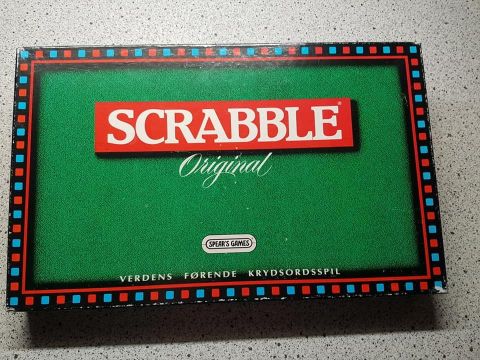 SCRABBLE®
Original
SPEAR'S GAMES
VERDENS FØRENDE KRYDSORDSSPIL